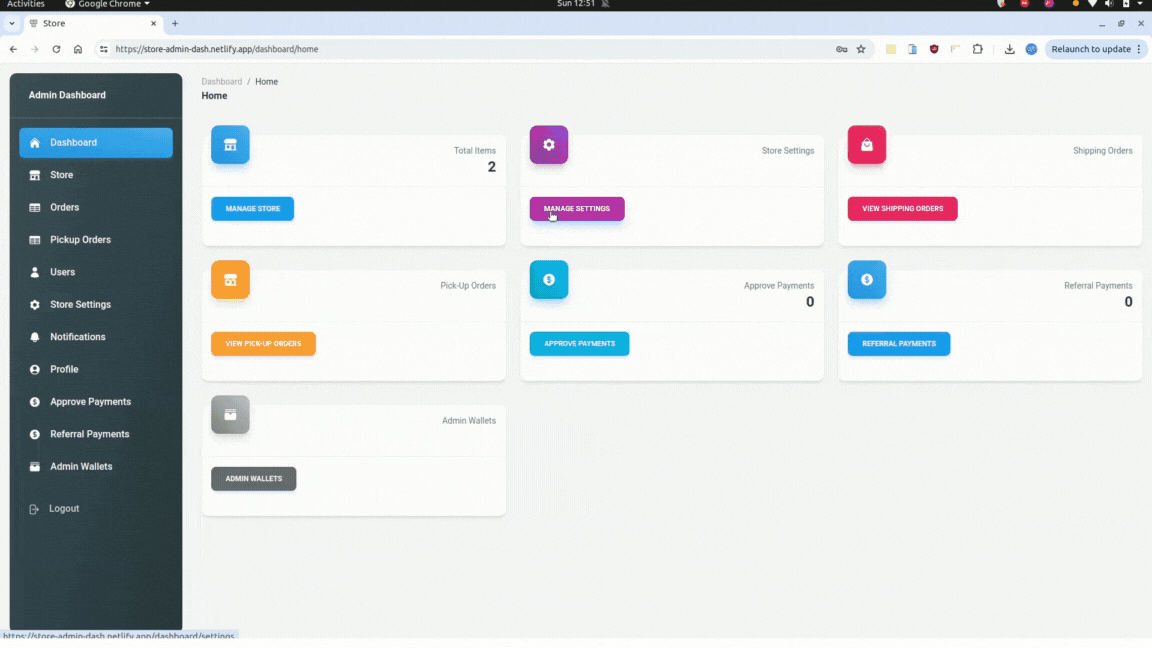 Activities Google Chrome Sun 12:51
Store
https://store-admin-dash.netlify.app/dashboard/home Relaunch to update
Admin Dashboard
Dashboard
Store
Orders
Pickup Orders
Users
Store Settings
Notifications
Profile
Approve Payments
Referral Payments
Admin Wallets
Logout
Dashboard / Home
Home
Total Items
2
MANAGE STORE
Store Settings
MANAGE SETTINGS
Shipping Orders
VIEW SHIPPING ORDERS
Pick-Up Orders
VIEW PICK-UP ORDERS
Approve Payments
0
APPROVE PAYMENTS
Referral Payments
0
REFERRAL PAYMENTS
Admin Wallets
ADMIN WALLETS
https://store-admin-dash.netlify.app/dashboard/settings